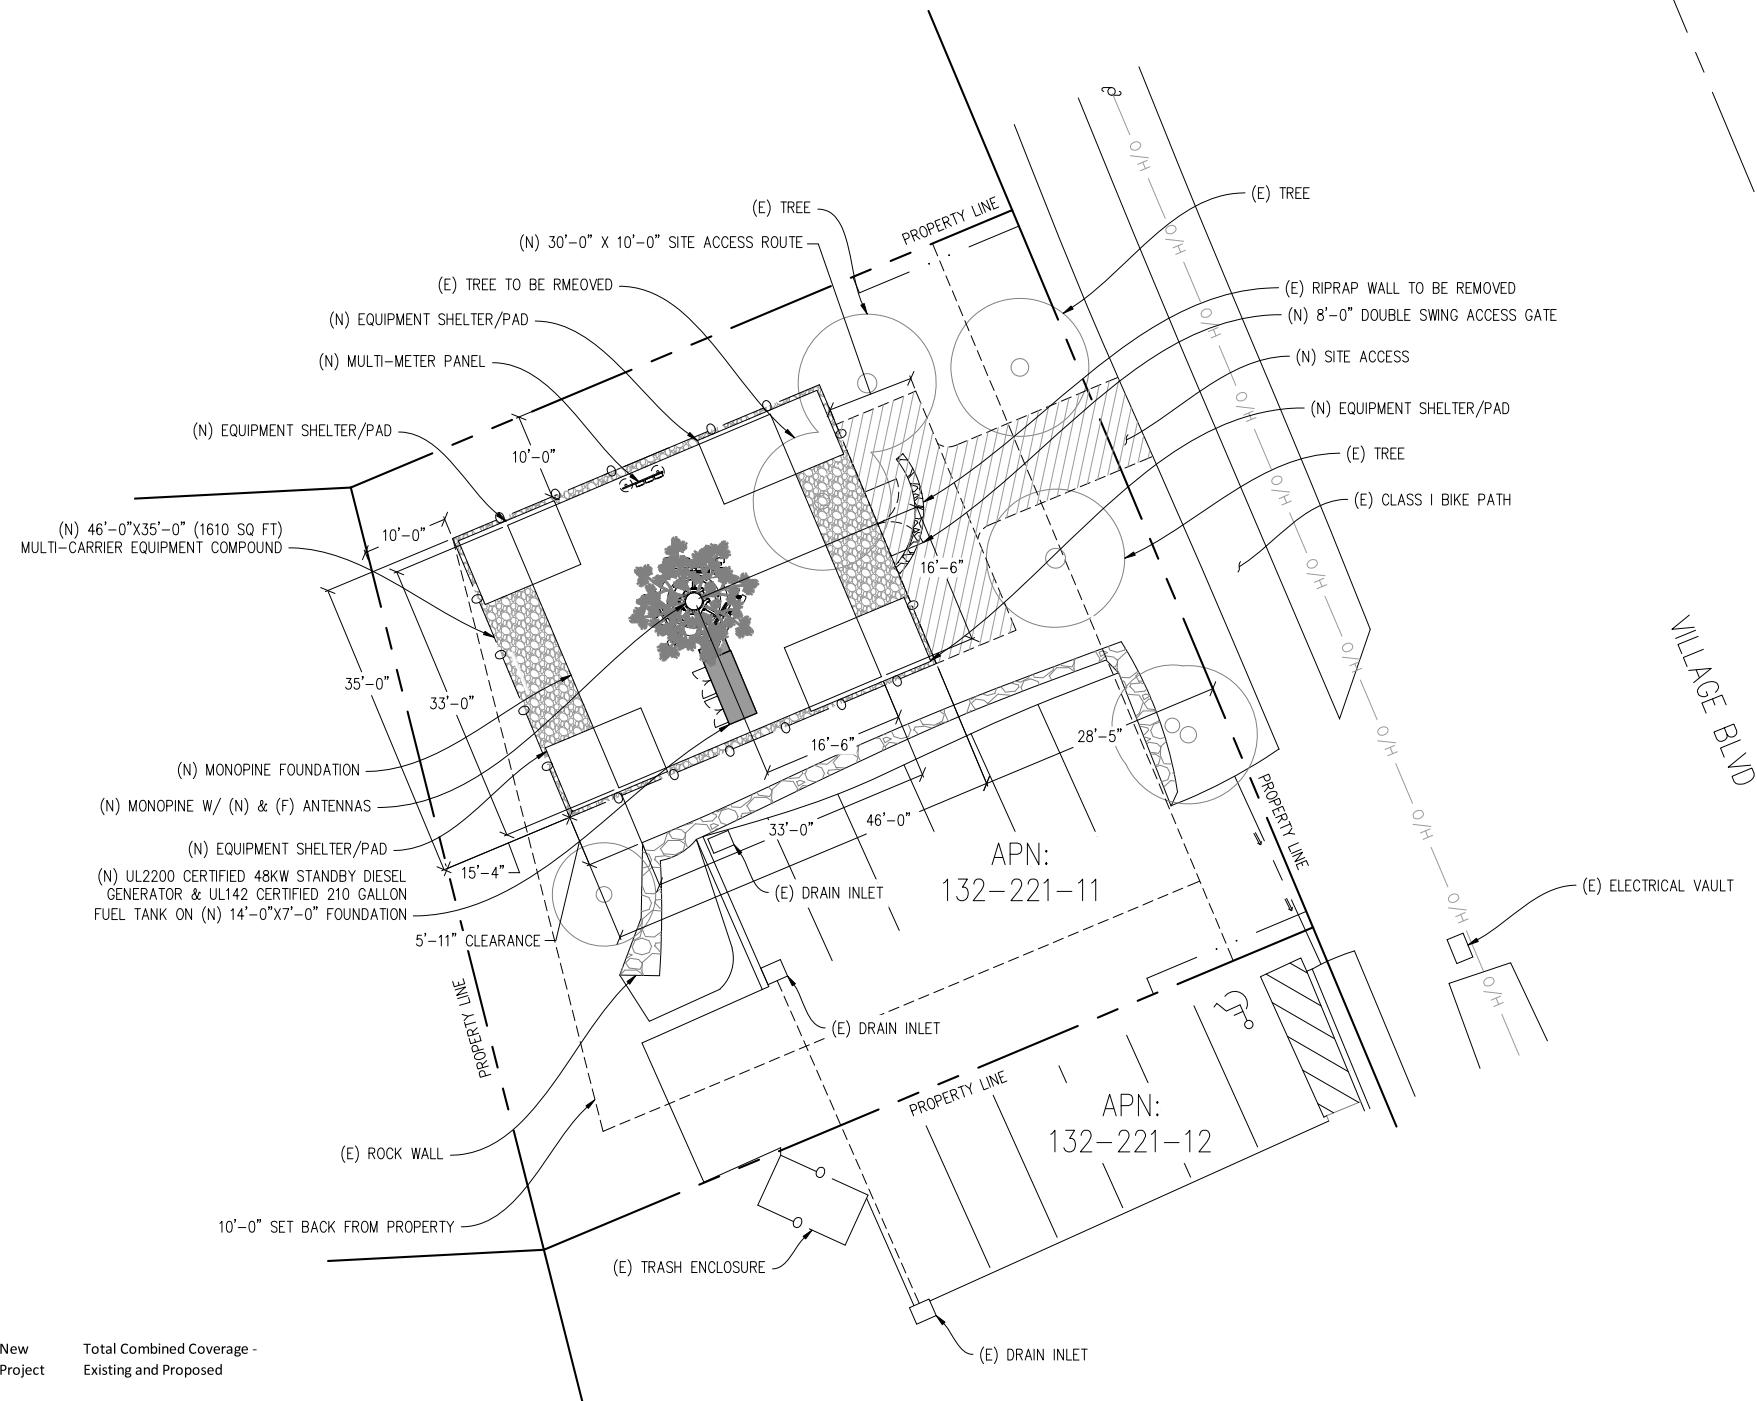 (E) TREE
(E) TREE
PROPERTY LINE
(N) 30'-0" X 10'-0" SITE ACCESS ROUTE
(E) TREE TO BE RMEOVED
(E) RIPRAP WALL TO BE REMOVED
(N) EQUIPMENT SHELTER/PAD
(N) 8'-0" DOUBLE SWING ACCESS GATE
(N) MULTI-METER PANEL
(N) SITE ACCESS
(N) EQUIPMENT SHELTER/PAD
(N) EQUIPMENT SHELTER/PAD
(E) TREE
10'-0"
(E) CLASS I BIKE PATH
(N) 46'-0"X35'-0" (1610 SQ FT)
MULTI-CARRIER EQUIPMENT COMPOUND
10'-0"
16'-6"
35'-0"
33'-0"
VILLAGE BLVD
O/H
O/H
O/H
O/H
O/H
O/H
O/H
O/H
O/H
O/H
O/H
16'-6"
28'-5"
(N) MONOPINE FOUNDATION
(N) MONOPINE W/ (N) & (F) ANTENNAS
33'-0"
46'-0"
PROPERTY LINE
(N) EQUIPMENT SHELTER/PAD
15'-4"
APN:
132-221-11
(N) UL2200 CERTIFIED 48KW STANDBY DIESEL
GENERATOR & UL142 CERTIFIED 210 GALLON
FUEL TANK ON (N) 14'-0"X7'-0" FOUNDATION
(E) DRAIN INLET
(E) ELECTRICAL VAULT
5'-11" CLEARANCE
PROPERTY LINE
(E) DRAIN INLET
PROPERTY LINE
APN:
132-221-12
(E) ROCK WALL
10'-0" SET BACK FROM PROPERTY
(E) TRASH ENCLOSURE
(E) DRAIN INLET
New Total Combined Coverage -
Project Existing and Proposed